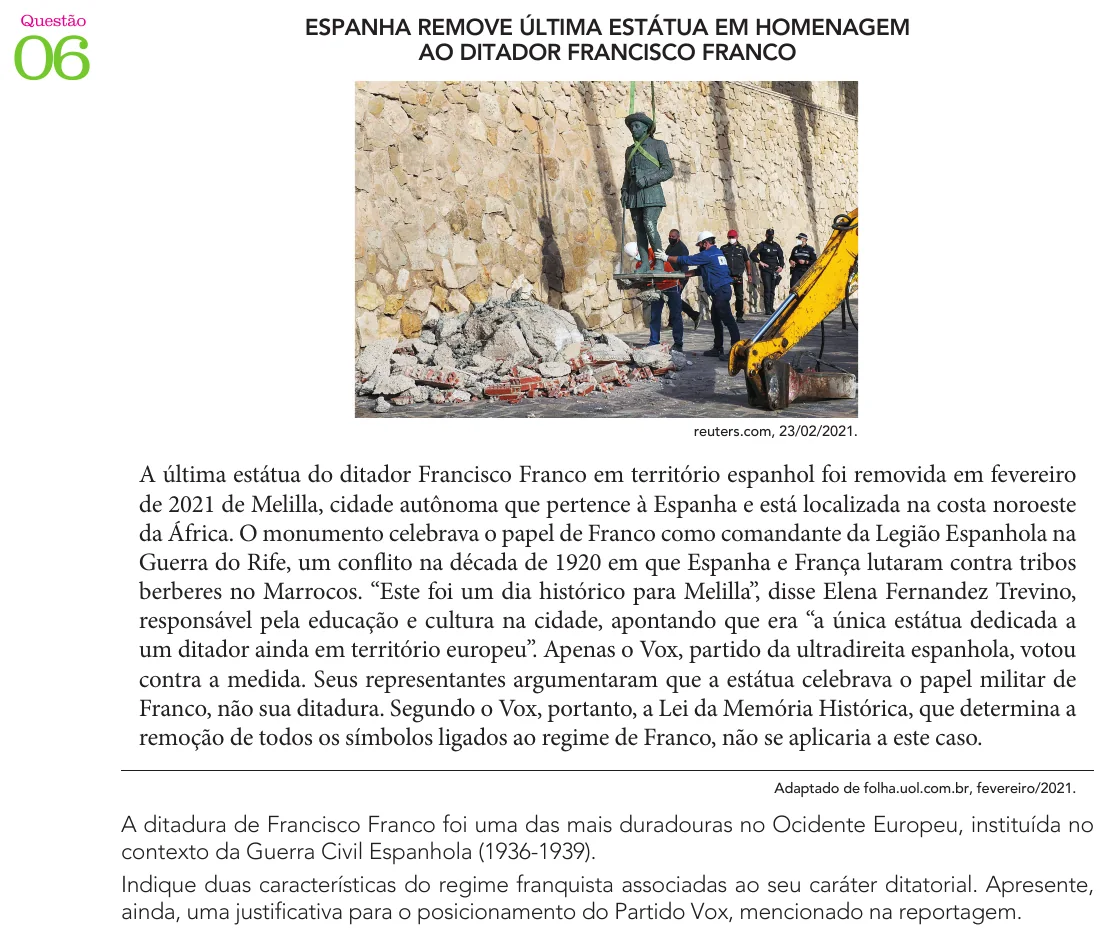 Questão
06
ESPANHA REMOVE ÚLTIMA ESTÁTUA EM HOMENAGEM
AO DITADOR FRANCISCO FRANCO
reuters.com, 23/02/2021.
A última estátua do ditador Francisco Franco em território espanhol foi removida em fevereiro
de 2021 de Melilla, cidade autônoma que pertence à Espanha e está localizada na costa noroeste
da África. O monumento celebrava o papel de Franco como comandante da Legião Espanhola na
Guerra do Rife, um conflito na década de 1920 em que Espanha e França lutaram contra tribos
berberes no Marrocos. “Este foi um dia histórico para Melilla”, disse Elena Fernandez Trevino,
responsável pela educação e cultura na cidade, apontando que era “a única estátua dedicada a
um ditador ainda em território europeu”. Apenas o Vox, partido da ultradireita espanhola, votou
contra a medida. Seus representantes argumentaram que a estátua celebrava o papel militar de
Franco, não sua ditadura. Segundo o Vox, portanto, a Lei da Memória Histórica, que determina a
remoção de todos os símbolos ligados ao regime de Franco, não se aplicaria a este caso.
Adaptado de folha.uol.com.br, fevereiro/2021.
A ditadura de Francisco Franco foi uma das mais duradouras no Ocidente Europeu, instituída no
contexto da Guerra Civil Espanhola (1936-1939).
Indique duas características do regime franquista associadas ao seu caráter ditatorial. Apresente,
ainda, uma justificativa para o posicionamento do Partido Vox, mencionado na reportagem.